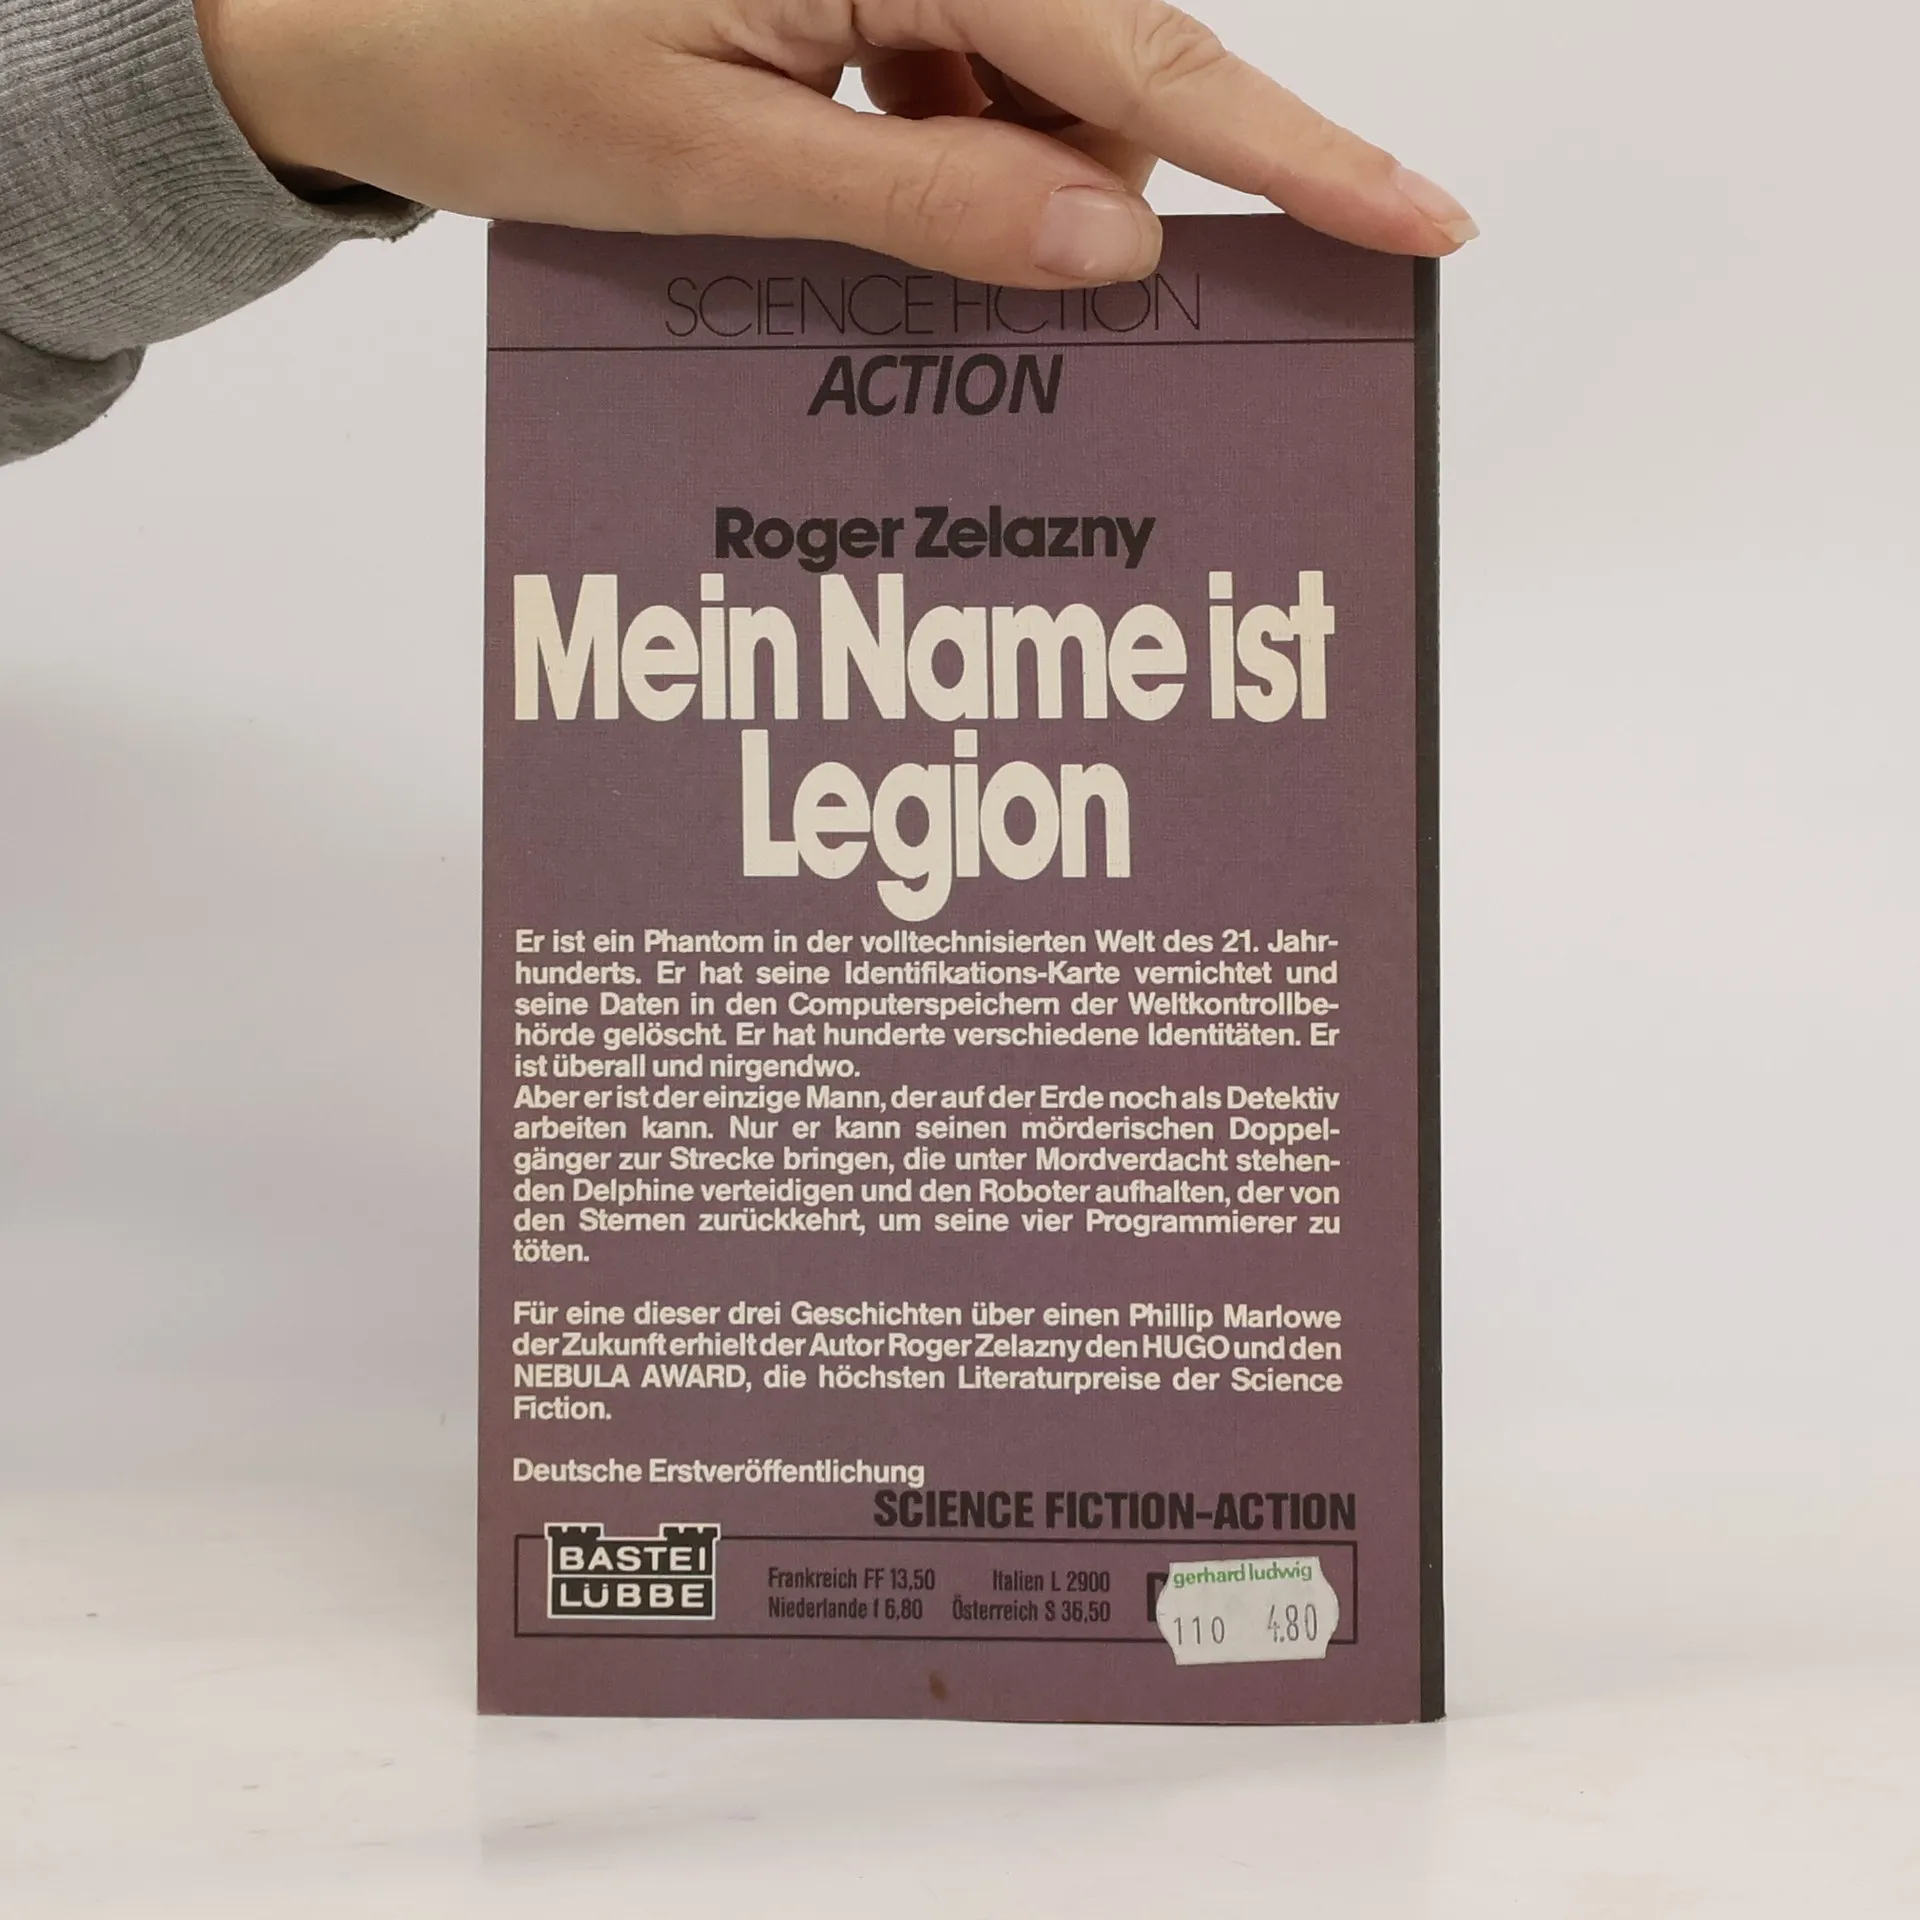 SCIENCE FICTION
ACTION
Roger Zelazny
Mein Name ist
Legion
Er ist ein Phantom in der volltechnisierten Welt des 21. Jahr-
hunderts. Er hat seine Identifikations-Karte vernichtet und
seine Daten in den Computerspeichern der Weltkontrollbe-
hörde gelöscht. Er hat hunderte verschiedene Identitäten. Er
ist überall und nirgendwo.
Aber er ist der einzige Mann, der auf der Erde noch als Detektiv
arbeiten kann. Nur er kann seinen mörderischen Doppel-
gänger zur Strecke bringen, die unter Mordverdacht stehen-
den Delphine verteidigen und den Roboter aufhalten, der von
den Sternen zurückkehrt, um seine vier Programmierer zu
töten.
Für eine dieser drei Geschichten über einen Phillip Marlowe
der Zukunft erhielt der Autor Roger Zelazny den HUGO und den
NEBULA AWARD, die höchsten Literaturpreise der Science
Fiction.
Deutsche Erstveröffentlichung
SCIENCE FICTION-ACTION
BASTEI
LÜBBE
Frankreich FF 13,50 Italien L 2900
Niederlande f 6,80 Österreich S 36,50
gerhard ludwig
110 4.80